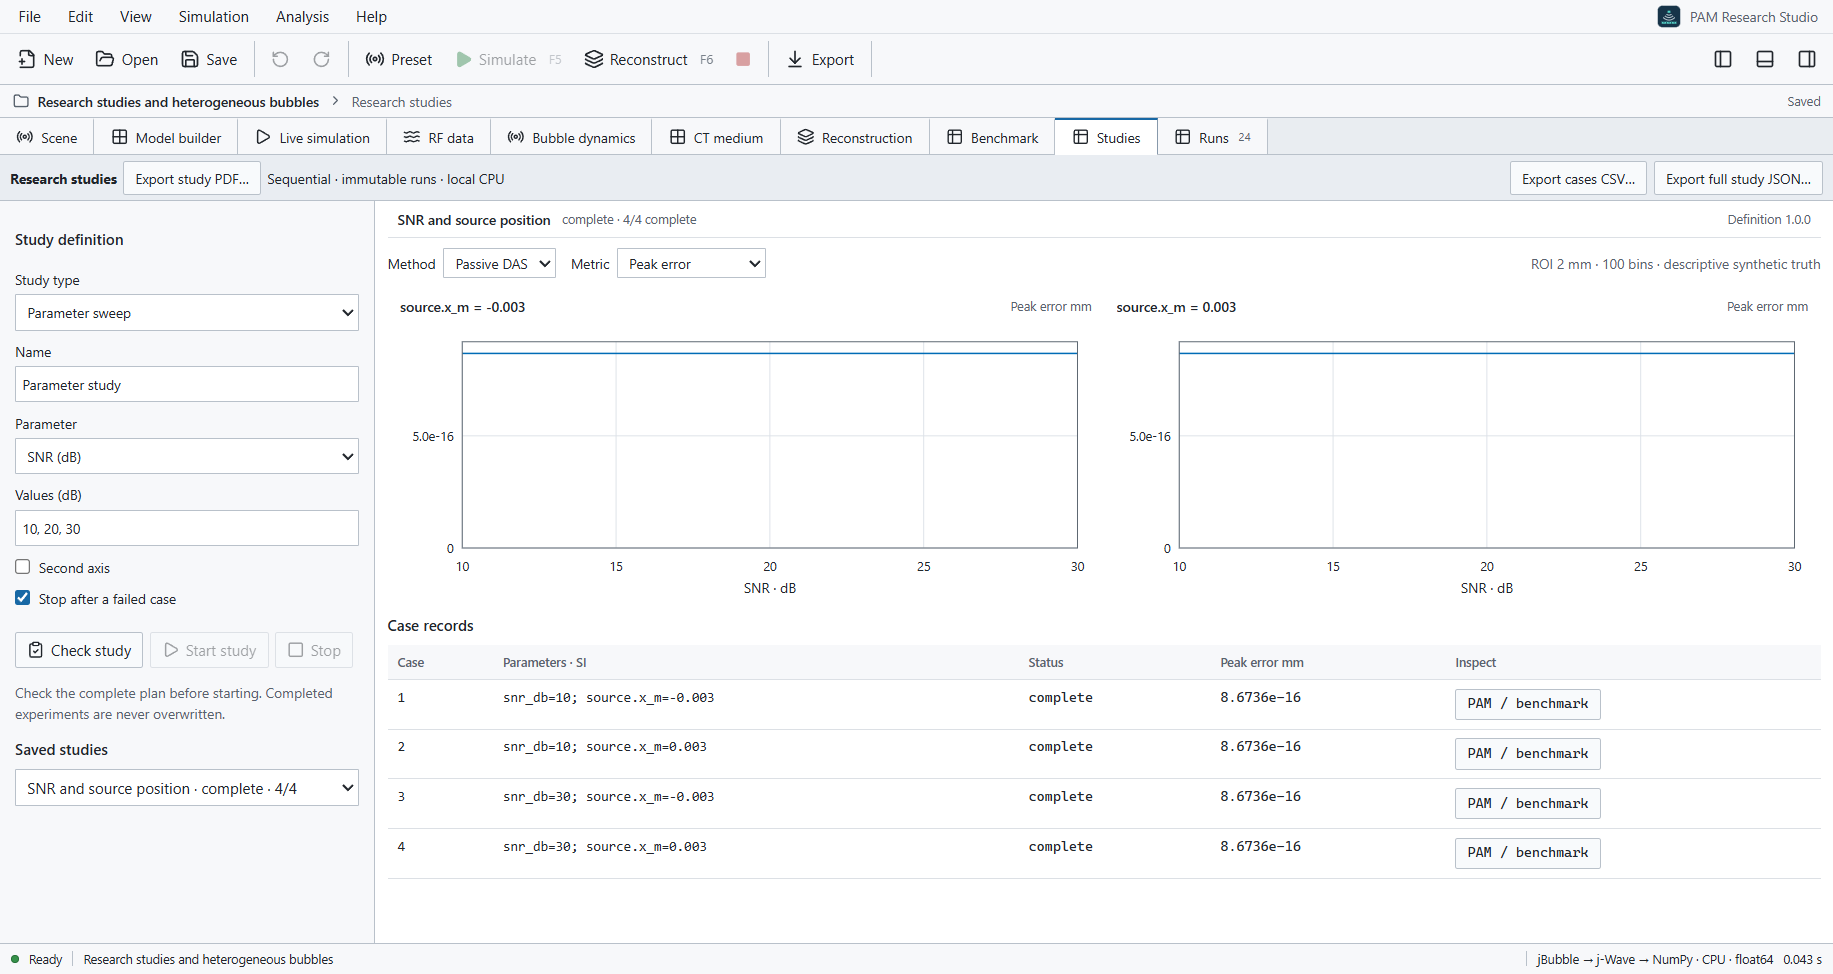 File Edit View Simulation Analysis Help PAM Research Studio
New Open Save Preset Simulate F5 Reconstruct F6 Export
Research studies and heterogeneous bubbles > Research studies Saved
Scene Model builder Live simulation RF data Bubble dynamics CT medium Reconstruction Benchmark Studies Runs 24
Research studies Export study PDF... Sequential · immutable runs · local CPU Export cases CSV... Export full study JSON...
Study definition
Study type
Parameter sweep
Name
Parameter study
Parameter
SNR (dB)
Values (dB)
10, 20, 30
Second axis
Stop after a failed case
Check study Start study Stop
Check the complete plan before starting. Completed
experiments are never overwritten.
Saved studies
SNR and source position · complete · 4/4
SNR and source position complete · 4/4 complete Definition 1.0.0
Method Passive DAS Metric Peak error ROI 2 mm · 100 bins · descriptive synthetic truth
source.x_m = -0.003 Peak error mm
5.0e-16
0
10 15 20 25 30
SNR · dB
source.x_m = 0.003 Peak error mm
5.0e-16
0
10 15 20 25 30
SNR · dB
Case records
Case Parameters · SI Status Peak error mm Inspect
1 snr_db=10; source.x_m=-0.003 complete 8.6736e-16 PAM / benchmark
2 snr_db=10; source.x_m=0.003 complete 8.6736e-16 PAM / benchmark
3 snr_db=30; source.x_m=-0.003 complete 8.6736e-16 PAM / benchmark
4 snr_db=30; source.x_m=0.003 complete 8.6736e-16 PAM / benchmark
Ready Research studies and heterogeneous bubbles jBubble → j-Wave → NumPy · CPU · float64 0.043 s